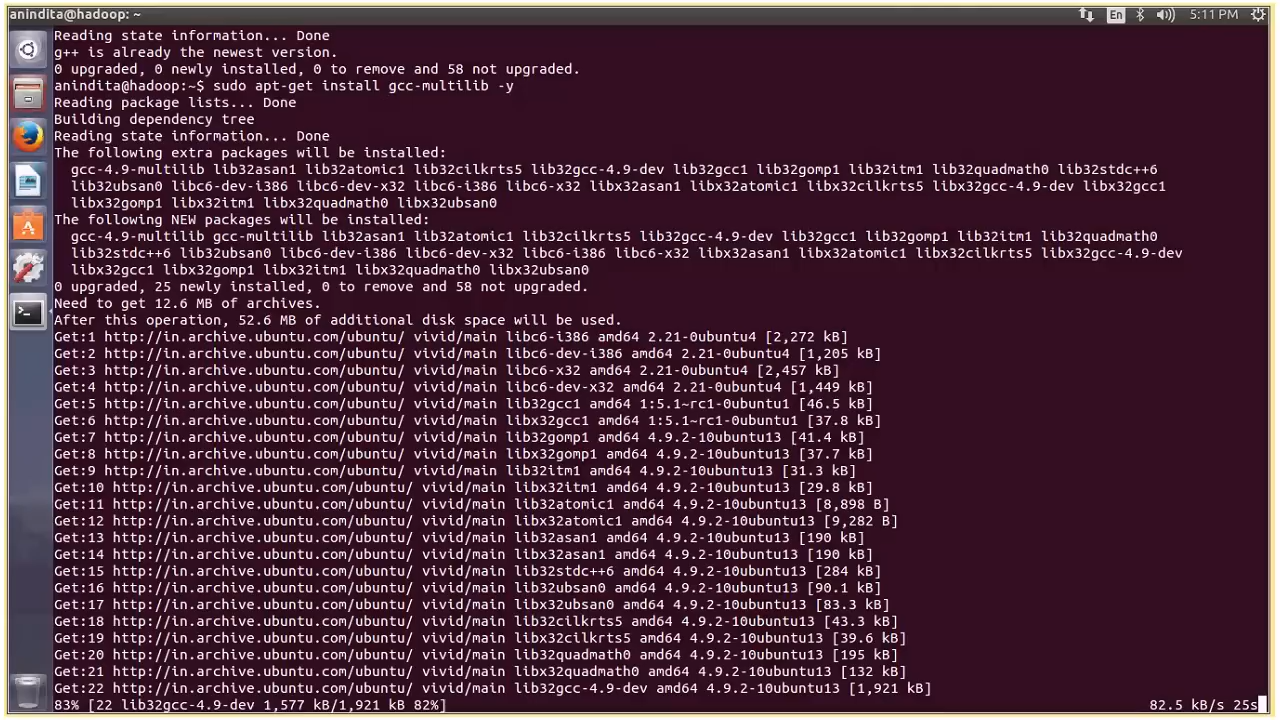 anindita@hadoop: ~
En
5:11 PM
Reading state information... Done
g++ is already the newest version.
0 upgraded, 0 newly installed, 0 to remove and 58 not upgraded.
anindita@hadoop:~$ sudo apt-get install gcc-multilib -y
Reading package lists... Done
Building dependency tree
Reading state information... Done
The following extra packages will be installed:
  gcc-4.9-multilib lib32asan1 lib32atomic1 lib32cilkrts5 lib32gcc-4.9-dev lib32gcc1 lib32gomp1 lib32itm1 lib32quadmath0 lib32stdc++6
  lib32ubsan0 libc6-dev-i386 libc6-dev-x32 libc6-i386 libc6-x32 libx32asan1 libx32atomic1 libx32cilkrts5 libx32gcc-4.9-dev libx32gcc1
  libx32gomp1 libx32itm1 libx32quadmath0 libx32ubsan0
The following NEW packages will be installed:
  gcc-4.9-multilib gcc-multilib lib32asan1 lib32atomic1 lib32cilkrts5 lib32gcc-4.9-dev lib32gcc1 lib32gomp1 lib32itm1 lib32quadmath0
  lib32stdc++6 lib32ubsan0 libc6-dev-i386 libc6-dev-x32 libc6-i386 libc6-x32 libx32asan1 libx32atomic1 libx32cilkrts5 libx32gcc-4.9-dev
  libx32gcc1 libx32gomp1 libx32itm1 libx32quadmath0 libx32ubsan0
0 upgraded, 25 newly installed, 0 to remove and 58 not upgraded.
Need to get 12.6 MB of archives.
After this operation, 52.6 MB of additional disk space will be used.
Get:1 http://in.archive.ubuntu.com/ubuntu/ vivid/main libc6-i386 amd64 2.21-0ubuntu4 [2,272 kB]
Get:2 http://in.archive.ubuntu.com/ubuntu/ vivid/main libc6-dev-i386 amd64 2.21-0ubuntu4 [1,205 kB]
Get:3 http://in.archive.ubuntu.com/ubuntu/ vivid/main libc6-x32 amd64 2.21-0ubuntu4 [2,457 kB]
Get:4 http://in.archive.ubuntu.com/ubuntu/ vivid/main libc6-dev-x32 amd64 2.21-0ubuntu4 [1,449 kB]
Get:5 http://in.archive.ubuntu.com/ubuntu/ vivid/main lib32gcc1 amd64 1:5.1~rc1-0ubuntu1 [46.5 kB]
Get:6 http://in.archive.ubuntu.com/ubuntu/ vivid/main libx32gcc1 amd64 1:5.1~rc1-0ubuntu1 [37.8 kB]
Get:7 http://in.archive.ubuntu.com/ubuntu/ vivid/main lib32gomp1 amd64 4.9.2-10ubuntu13 [41.4 kB]
Get:8 http://in.archive.ubuntu.com/ubuntu/ vivid/main libx32gomp1 amd64 4.9.2-10ubuntu13 [37.7 kB]
Get:9 http://in.archive.ubuntu.com/ubuntu/ vivid/main lib32itm1 amd64 4.9.2-10ubuntu13 [31.3 kB]
Get:10 http://in.archive.ubuntu.com/ubuntu/ vivid/main libx32itm1 amd64 4.9.2-10ubuntu13 [29.8 kB]
Get:11 http://in.archive.ubuntu.com/ubuntu/ vivid/main lib32atomic1 amd64 4.9.2-10ubuntu13 [8,898 B]
Get:12 http://in.archive.ubuntu.com/ubuntu/ vivid/main libx32atomic1 amd64 4.9.2-10ubuntu13 [9,282 B]
Get:13 http://in.archive.ubuntu.com/ubuntu/ vivid/main lib32asan1 amd64 4.9.2-10ubuntu13 [190 kB]
Get:14 http://in.archive.ubuntu.com/ubuntu/ vivid/main libx32asan1 amd64 4.9.2-10ubuntu13 [190 kB]
Get:15 http://in.archive.ubuntu.com/ubuntu/ vivid/main lib32stdc++6 amd64 4.9.2-10ubuntu13 [284 kB]
Get:16 http://in.archive.ubuntu.com/ubuntu/ vivid/main lib32ubsan0 amd64 4.9.2-10ubuntu13 [90.1 kB]
Get:17 http://in.archive.ubuntu.com/ubuntu/ vivid/main libx32ubsan0 amd64 4.9.2-10ubuntu13 [83.3 kB]
Get:18 http://in.archive.ubuntu.com/ubuntu/ vivid/main lib32cilkrts5 amd64 4.9.2-10ubuntu13 [43.3 kB]
Get:19 http://in.archive.ubuntu.com/ubuntu/ vivid/main libx32cilkrts5 amd64 4.9.2-10ubuntu13 [39.6 kB]
Get:20 http://in.archive.ubuntu.com/ubuntu/ vivid/main lib32quadmath0 amd64 4.9.2-10ubuntu13 [195 kB]
Get:21 http://in.archive.ubuntu.com/ubuntu/ vivid/main libx32quadmath0 amd64 4.9.2-10ubuntu13 [132 kB]
Get:22 http://in.archive.ubuntu.com/ubuntu/ vivid/main lib32gcc-4.9-dev amd64 4.9.2-10ubuntu13 [1,921 kB]
83% [22 lib32gcc-4.9-dev 1,577 kB/1,921 kB 82%] 82.5 kB/s 25s